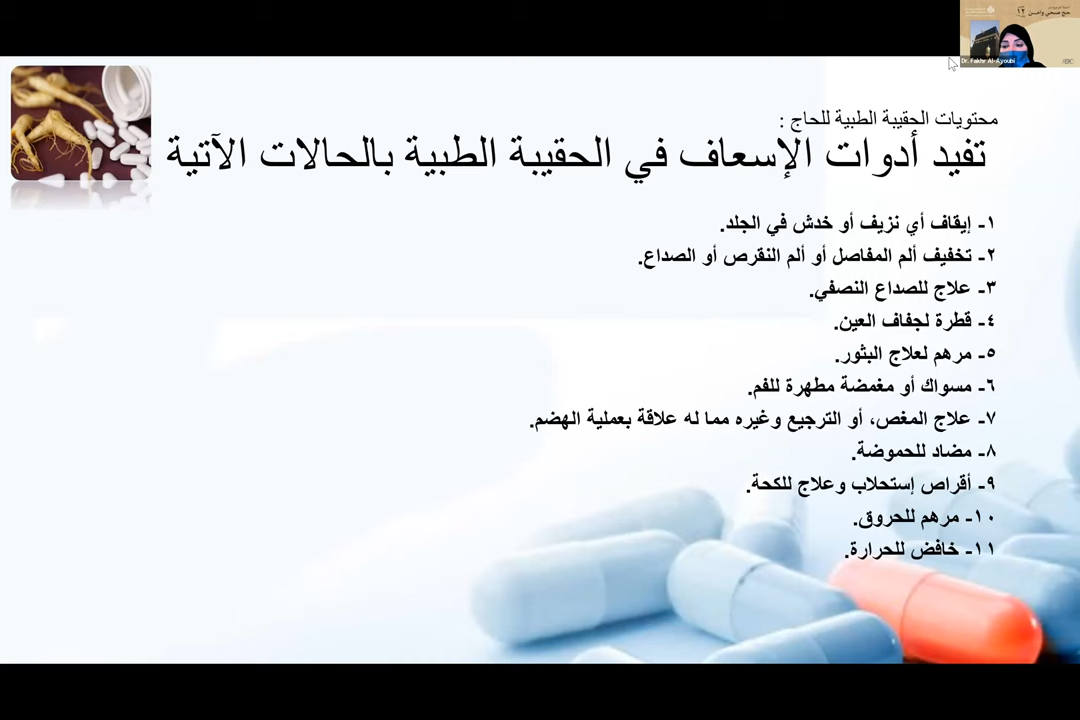 حج صحي وآمن
Dr. Fakhr Al-Ayoubi
محتويات الحقيبة الطبية للحاج :
تفيد أدوات الإسعاف في الحقيبة الطبية بالحالات الآتية
١- إيقاف أي نزيف أو خدش في الجلد.
٢- تخفيف ألم المفاصل أو ألم النقرص أو الصداع.
٣- علاج للصداع النصفي.
٤- قطرة لجفاف العين.
٥- مرهم لعلاج البثور.
٦- مسواك أو مغمضة مطهرة للفم.
٧- علاج المغص، أو الترجيع وغيره مما له علاقة بعملية الهضم.
٨- مضاد للحموضة.
٩- أقراص إستحلاب وعلاج للكحة.
١٠- مرهم للحروق.
١١- خافض للحرارة.